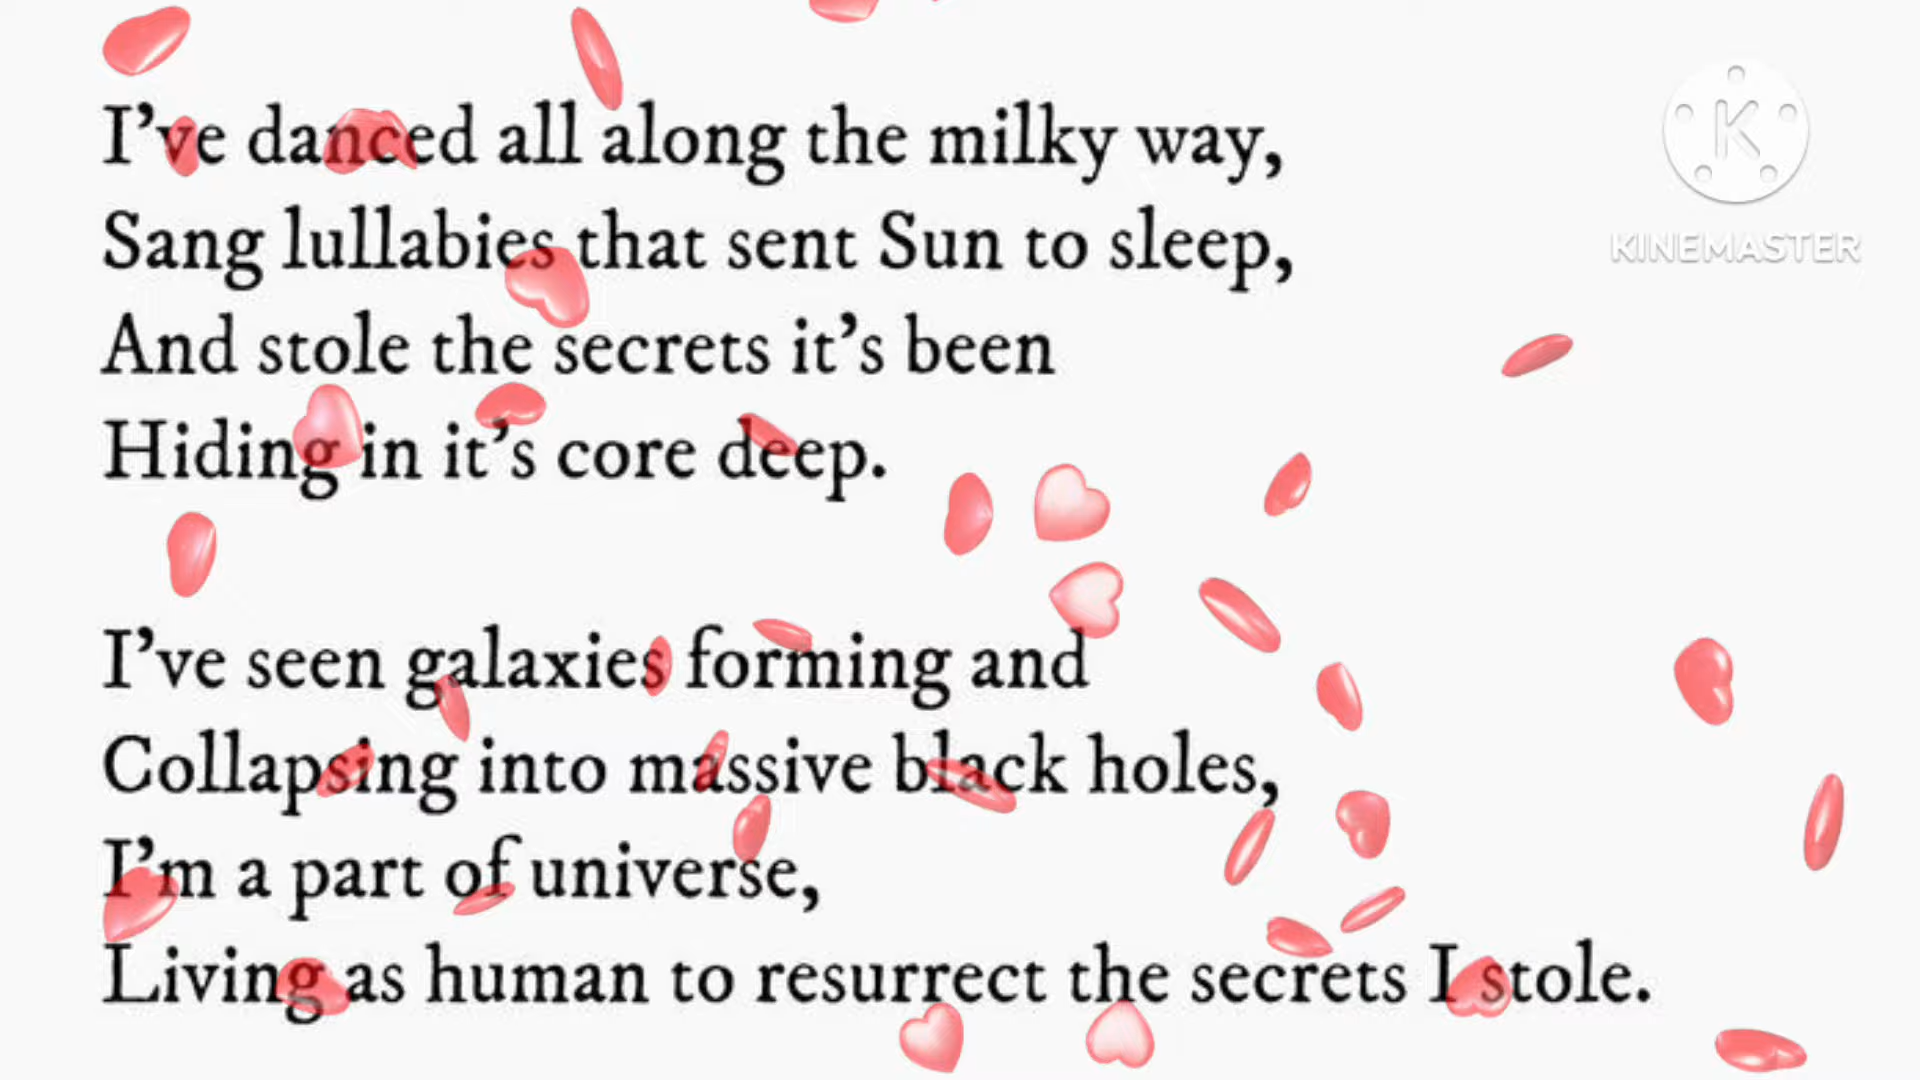 I've danced all along the milky way,
Sang lullabies that sent Sun to sleep,
And stole the secrets it's been
Hiding in it's core deep.
I've seen galaxies forming and
Collapsing into massive black holes,
I'm a part of universe,
Living as human to resurrect the secrets I stole.
K
KINEMASTER